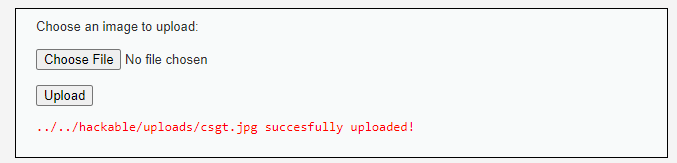 Choose an image to upload:
Choose File No file chosen
Upload
../../hackable/uploads/csgt.jpg succesfully uploaded!